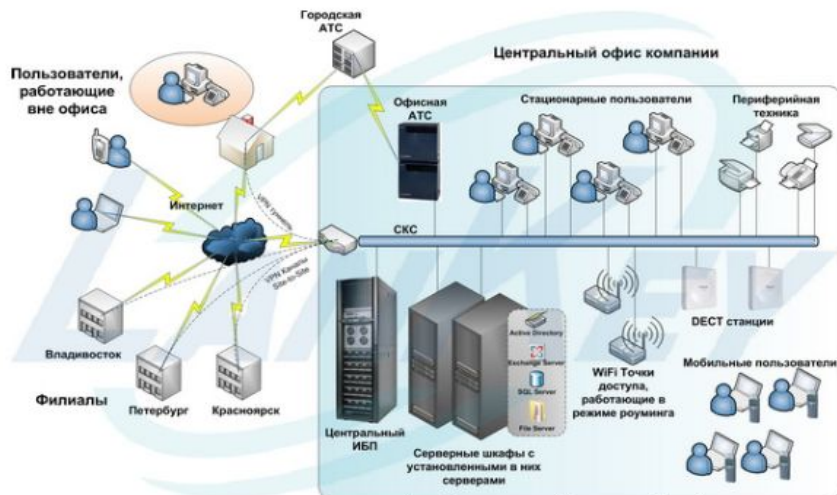 Городская
АТС
Центральный офис компании
Пользователи,
работающие
вне офиса
Офисная
АТС
Стационарные пользователи
Периферийная
техника
Интернет
VPN туннель
СКС
VPN Каналы
Site-to-Site
Владивосток
Филиалы
Петербург
Красноярск
Центральный
ИБП
Серверные шкафы с
установленными в них
серверами
Active Directory
Exchange Server
SQL Server
File Server
WiFi Точки
доступа,
работающие в
режиме роуминга
DECT станции
Мобильные пользователи
LANKEY